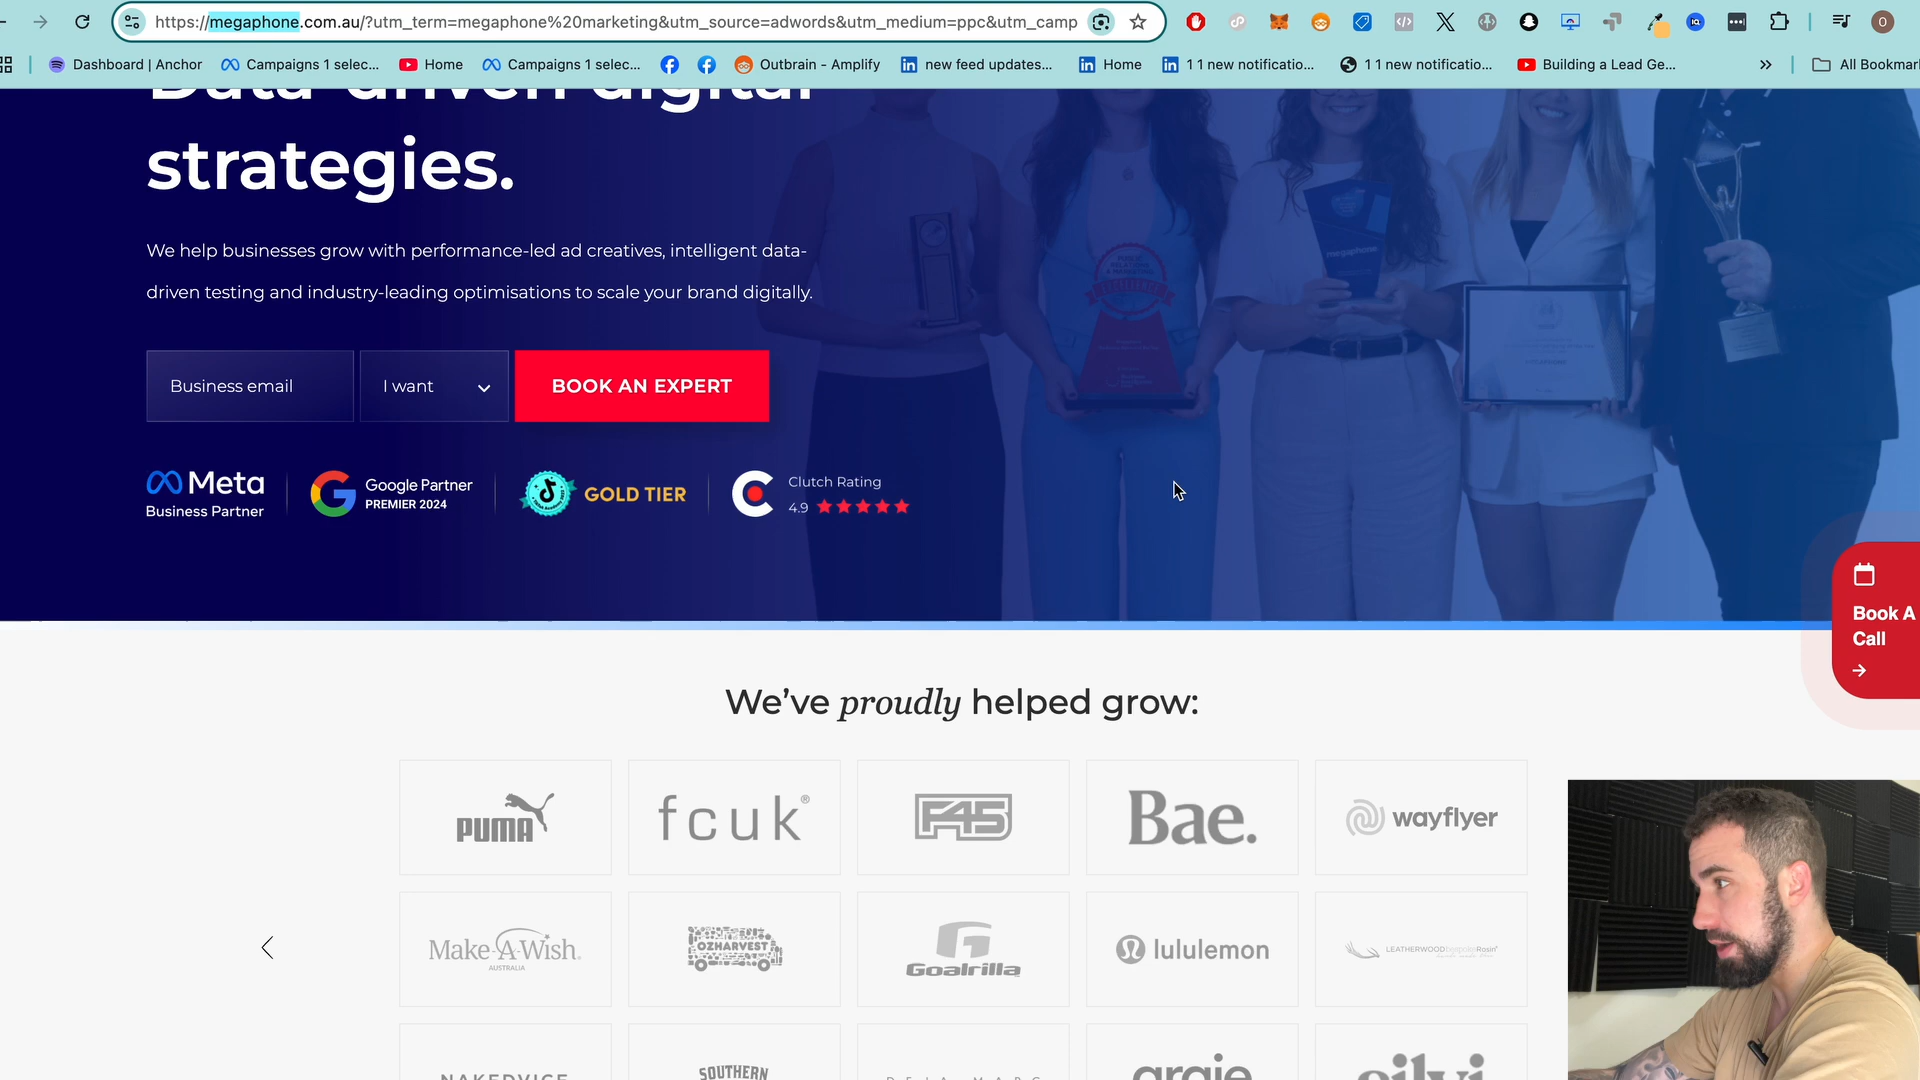 https://megaphone.com.au/?utm_term=megaphone%20marketing&utm_source=adwords&utm_medium=ppc&utm_camp
O
Dashboard | Anchor
Campaigns 1 selec...
Home
Campaigns 1 selec...
Outbrain - Amplify
new feed updates...
Home
1 1 new notificatio...
1 1 new notificatio...
Building a Lead Ge...
»
All Bookmar
Data-driven digital
strategies.
We help businesses grow with performance-led ad creatives, intelligent data-
driven testing and industry-leading optimisations to scale your brand digitally.
Business email
I want
BOOK AN EXPERT
Meta
Business Partner
Google Partner
PREMIER 2024
GOLD TIER
Clutch Rating
4.9
Book A
Call
We've proudly helped grow:
PUMA
fcuk®
F45
Bae.
wayflyer
Make-A-Wish®
AUSTRALIA
OZHARVEST
G
Goalrilla
lululemon
NAKEDVICE
SOUTHERN